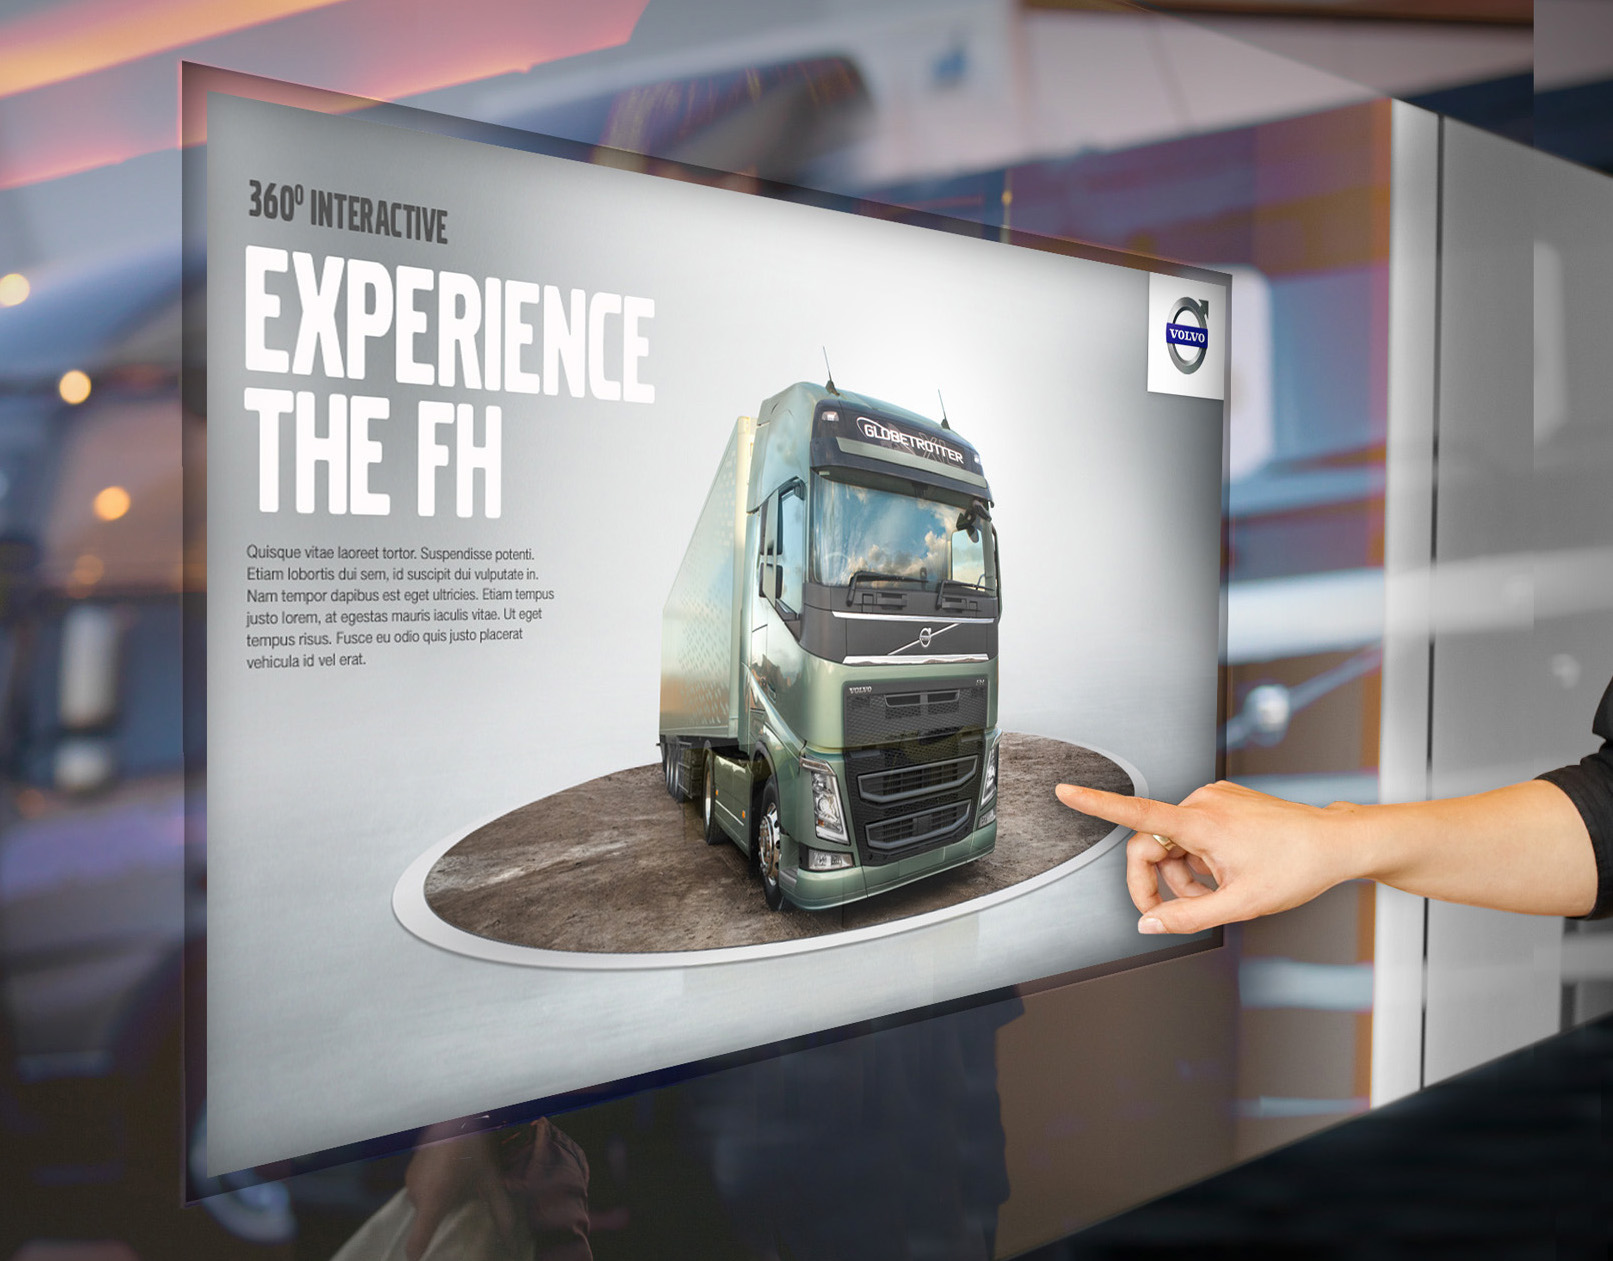 360⁰ INTERACTIVE
EXPERIENCE
THE FH
Quisque vitae laoreet tortor. Suspendisse potenti.
Etiam lobortis dui sem, id suscipit dui vulputate in.
Nam tempor dapibus est eget ultricies. Etiam tempus
justo lorem, at egestas mauris iaculis vitae. Ut eget
tempus risus. Fusce eu odio quis justo placerat
vehicula id vel erat.
VOLVO
GLOBETROTTER
VOLVO